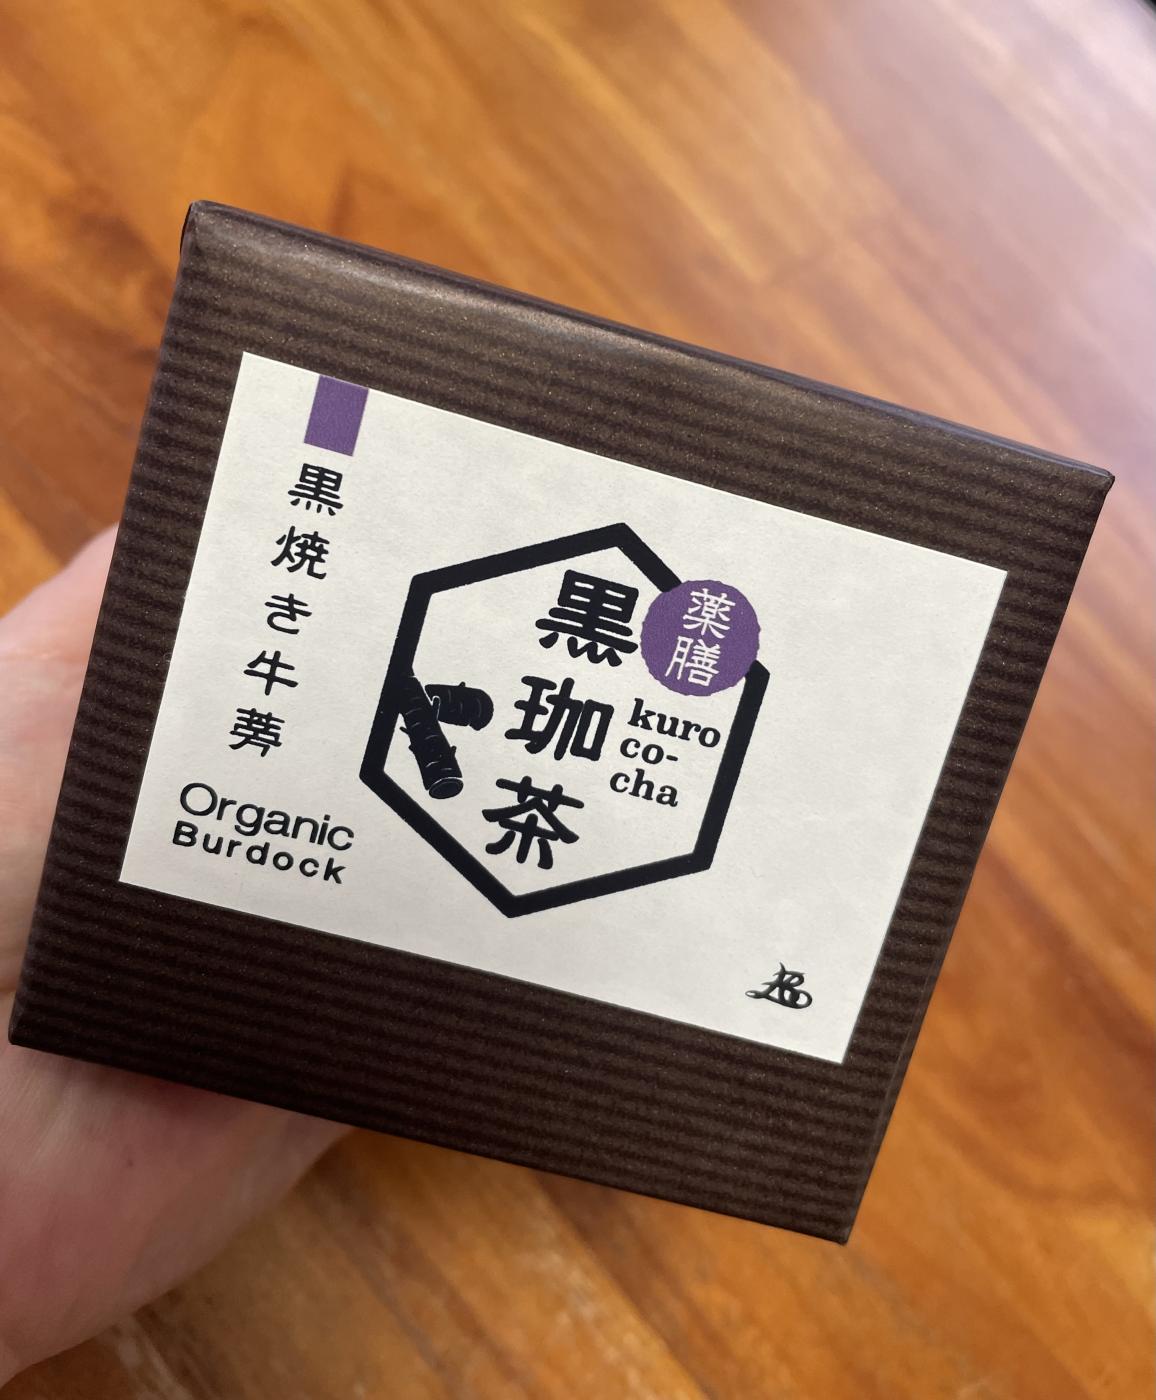 黒焼き牛蒡
Organic
Burdock
黒珈茶
薬膳
kuro
co-
cha